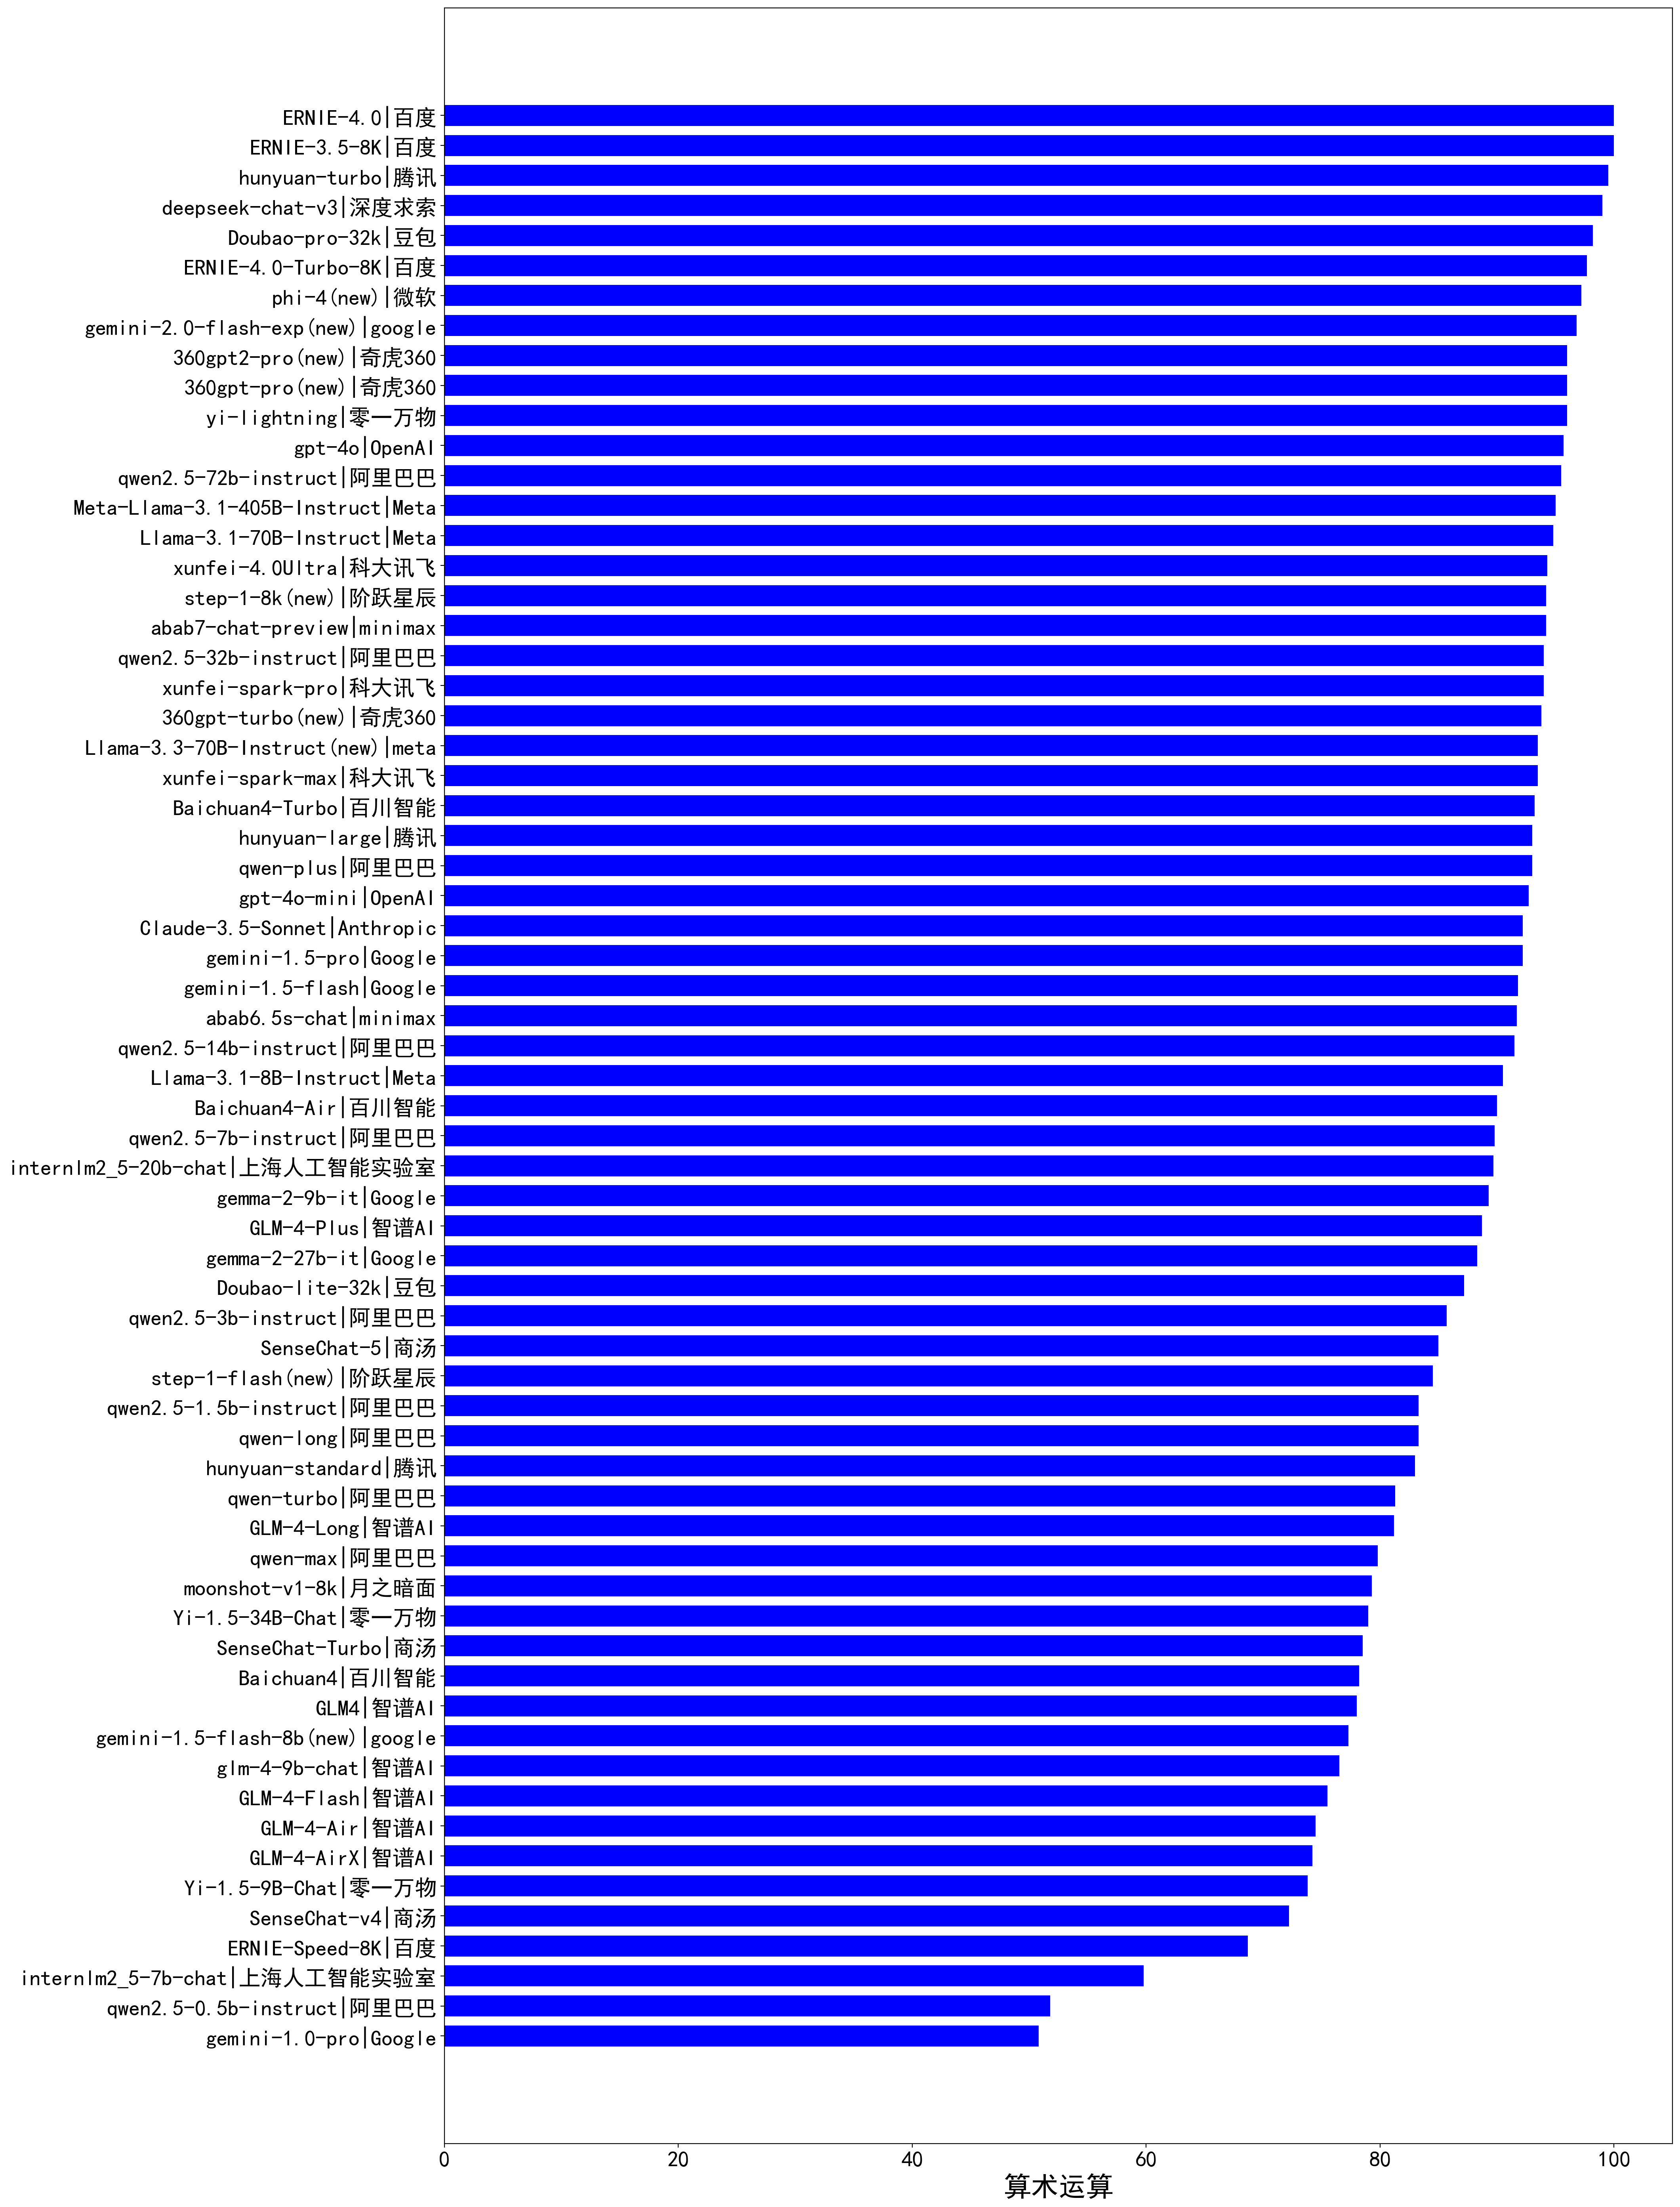 ERNIE-4.0|百度
ERNIE-3.5-8K|百度
hunyuan-turbo|腾讯
deepseek-chat-v3|深度求索
Doubao-pro-32k|豆包
ERNIE-4.0-Turbo-8K|百度
phi-4(new)|微软
gemini-2.0-flash-exp(new)|google
360gpt2-pro(new)|奇虎360
360gpt-pro(new)|奇虎360
yi-lightning|零一万物
gpt-4o|OpenAI
qwen2.5-72b-instruct|阿里巴巴
Meta-Llama-3.1-405B-Instruct|Meta
Llama-3.1-70B-Instruct|Meta
xunfei-4.0Ultra|科大讯飞
step-1-8k(new)|阶跃星辰
abab7-chat-preview|minimax
qwen2.5-32b-instruct|阿里巴巴
xunfei-spark-pro|科大讯飞
360gpt-turbo(new)|奇虎360
Llama-3.3-70B-Instruct(new)|meta
xunfei-spark-max|科大讯飞
Baichuan4-Turbo|百川智能
hunyuan-large|腾讯
qwen-plus|阿里巴巴
gpt-4o-mini|OpenAI
Claude-3.5-Sonnet|Anthropic
gemini-1.5-pro|Google
gemini-1.5-flash|Google
abab6.5s-chat|minimax
qwen2.5-14b-instruct|阿里巴巴
Llama-3.1-8B-Instruct|Meta
Baichuan4-Air|百川智能
qwen2.5-7b-instruct|阿里巴巴
internlm2_5-20b-chat|上海人工智能实验室
gemma-2-9b-it|Google
GLM-4-Plus|智谱AI
gemma-2-27b-it|Google
Doubao-lite-32k|豆包
qwen2.5-3b-instruct|阿里巴巴
SenseChat-5|商汤
step-1-flash(new)|阶跃星辰
qwen2.5-1.5b-instruct|阿里巴巴
qwen-long|阿里巴巴
hunyuan-standard|腾讯
qwen-turbo|阿里巴巴
GLM-4-Long|智谱AI
qwen-max|阿里巴巴
moonshot-v1-8k|月之暗面
Yi-1.5-34B-Chat|零一万物
SenseChat-Turbo|商汤
Baichuan4|百川智能
GLM4|智谱AI
gemini-1.5-flash-8b(new)|google
glm-4-9b-chat|智谱AI
GLM-4-Flash|智谱AI
GLM-4-Air|智谱AI
GLM-4-AirX|智谱AI
Yi-1.5-9B-Chat|零一万物
SenseChat-v4|商汤
ERNIE-Speed-8K|百度
internlm2_5-7b-chat|上海人工智能实验室
qwen2.5-0.5b-instruct|阿里巴巴
gemini-1.0-pro|Google
0 20 40 60 80 100
算术运算